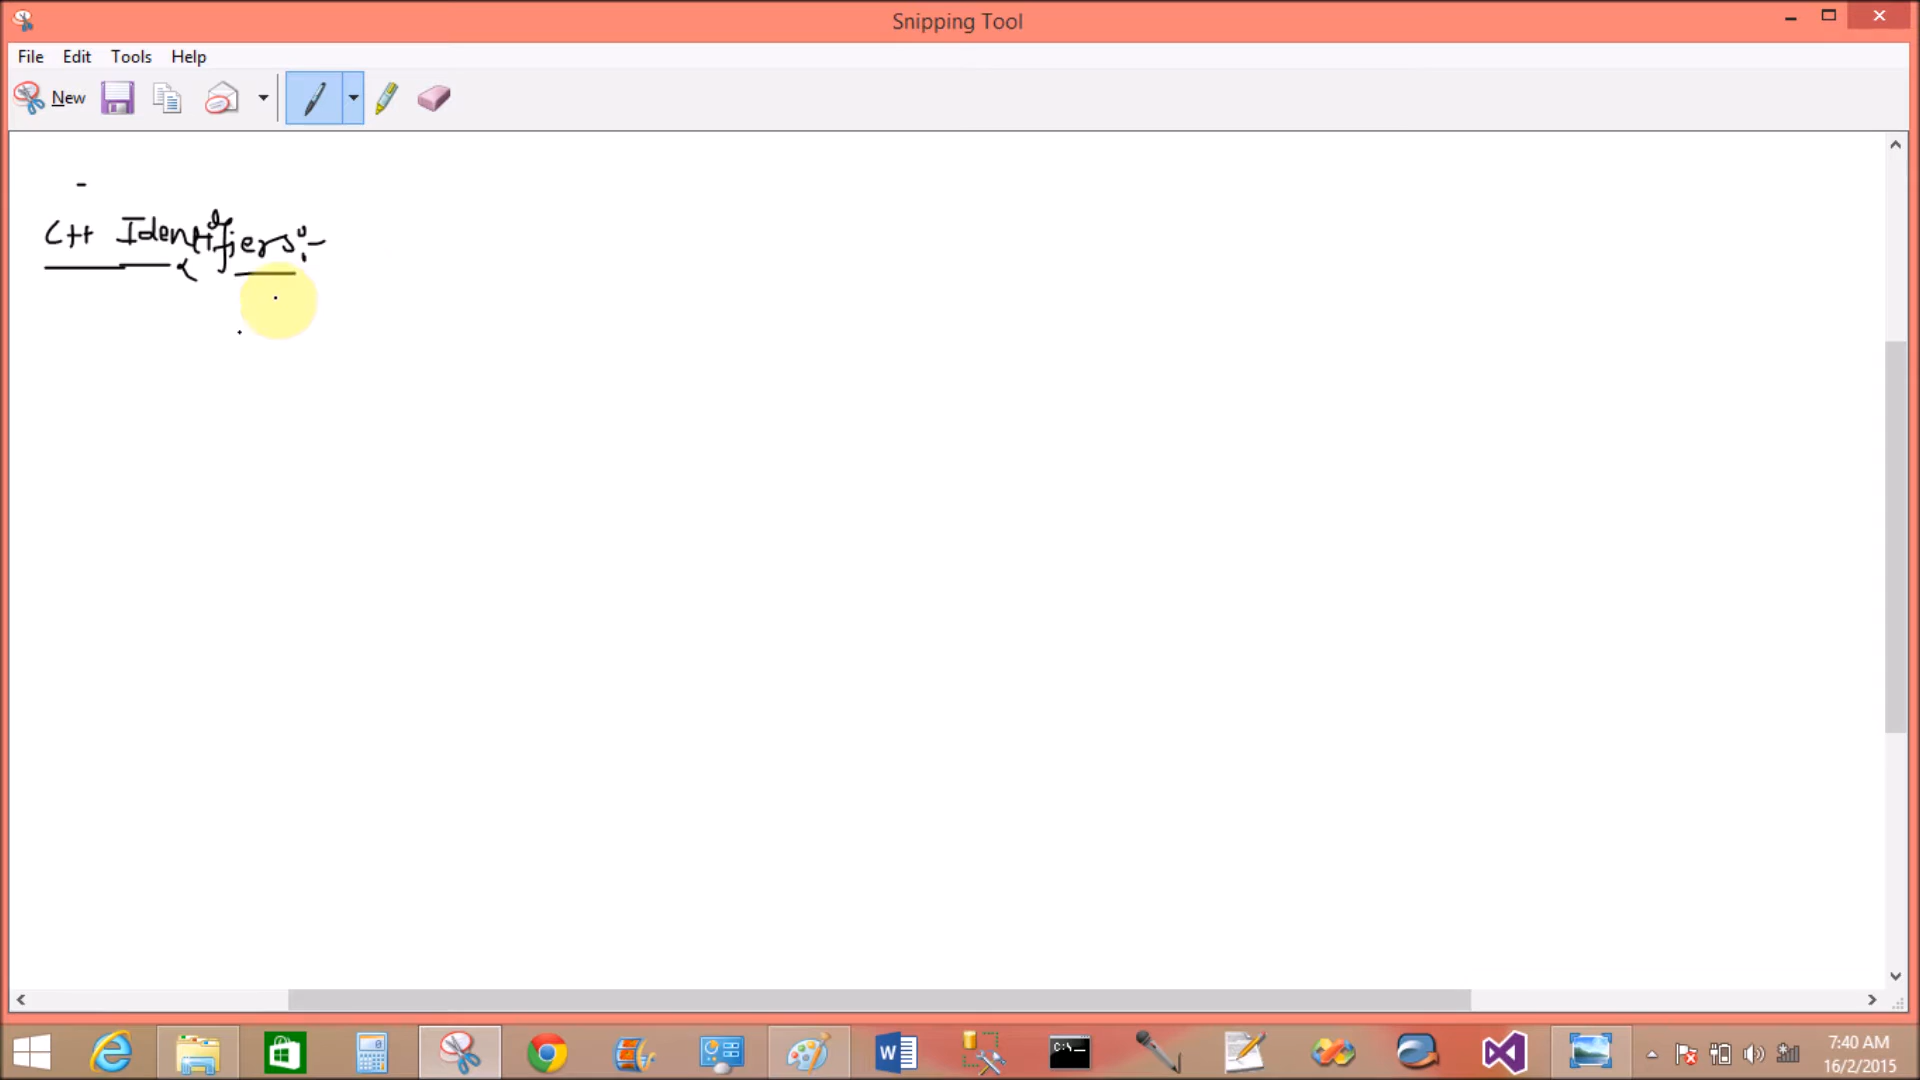 Snipping Tool
File Edit Tools Help
New
C++ Identifiers:-
7:40 AM
16/2/2015